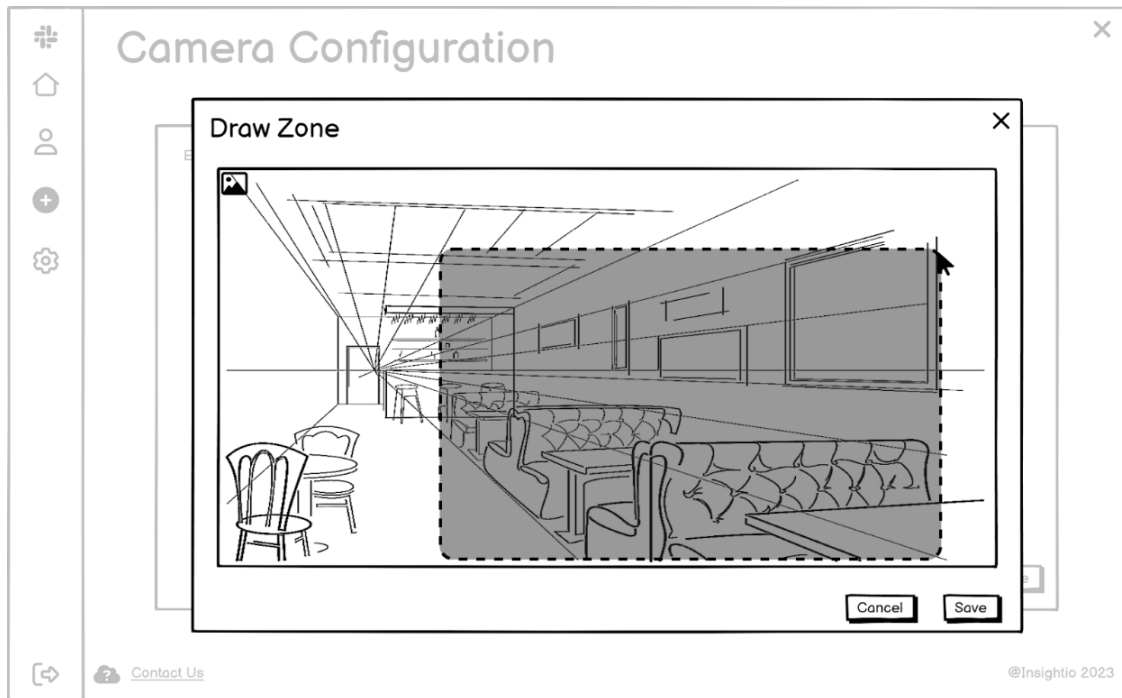 Camera Configuration
Draw Zone
Cancel
Save
Contact Us
@Insightio 2023